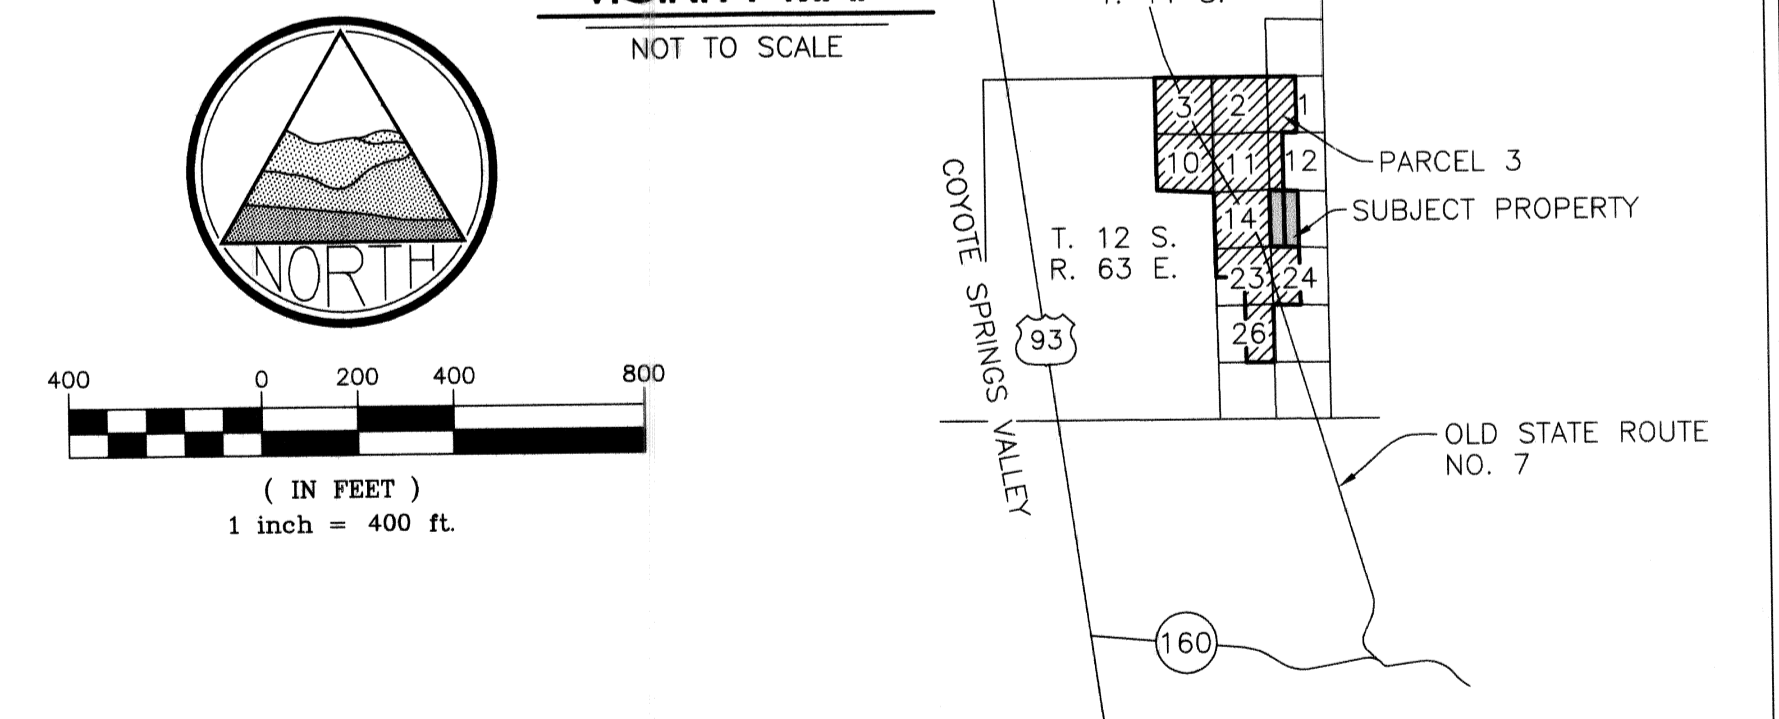 NOT TO SCALE
NORTH
400 0 200 400 800
( IN FEET )
1 inch = 400 ft.
3 2 1
10 11 12
14
23 24
26
PARCEL 3
SUBJECT PROPERTY
T. 12 S.
R. 63 E.
COYOTE SPRINGS VALLEY
93
OLD STATE ROUTE
NO. 7
160